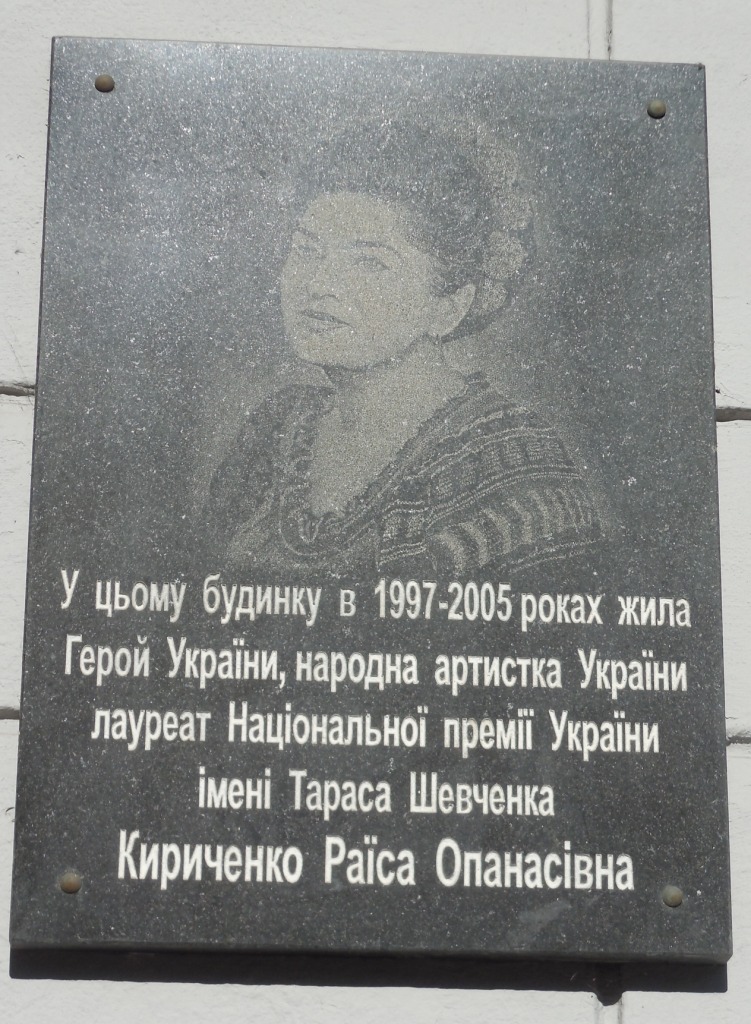 У цьому будинку в 1997-2005 роках жила
Герой України, народна артистка України
лауреат Національної премії України
імені Тараса Шевченка
Кириченко Раїса Опанасівна